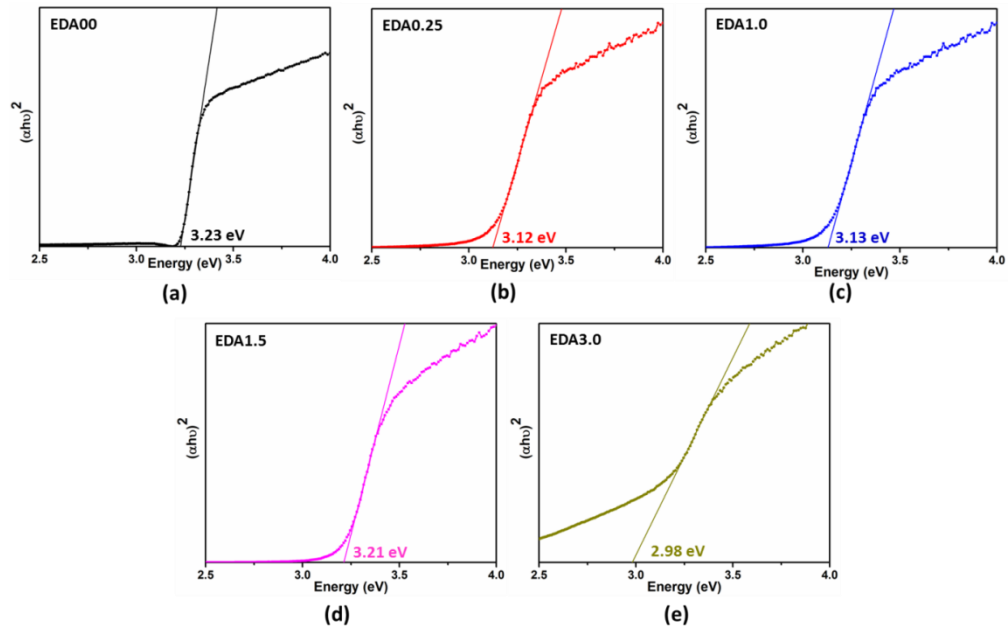 EDA00
(αhυ)²
3.23 eV
2.5 3.0 3.5 4.0
Energy (eV)
(a)
EDA0.25
(αhυ)²
3.12 eV
2.5 3.0 3.5 4.0
Energy (eV)
(b)
EDA1.0
(αhυ)²
3.13 eV
2.5 3.0 3.5 4.0
Energy (eV)
(c)
EDA1.5
(αhυ)²
3.21 eV
2.5 3.0 3.5 4.0
Energy (eV)
(d)
EDA3.0
(αhυ)²
2.98 eV
2.5 3.0 3.5 4.0
Energy (eV)
(e)